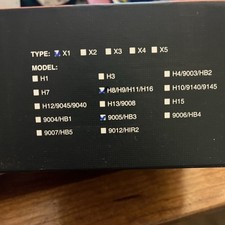 TYPE: X1 X2 X3 X4 X5
MODEL:
H1 H3 H4/9003/HB2
H7 H8/H9/H11/H16 H10/9140/9145
H12/9045/9040 H13/9008 H15
9004/HB1 9005/HB3 9006/HB4
9007/HB5 9012/HIR2